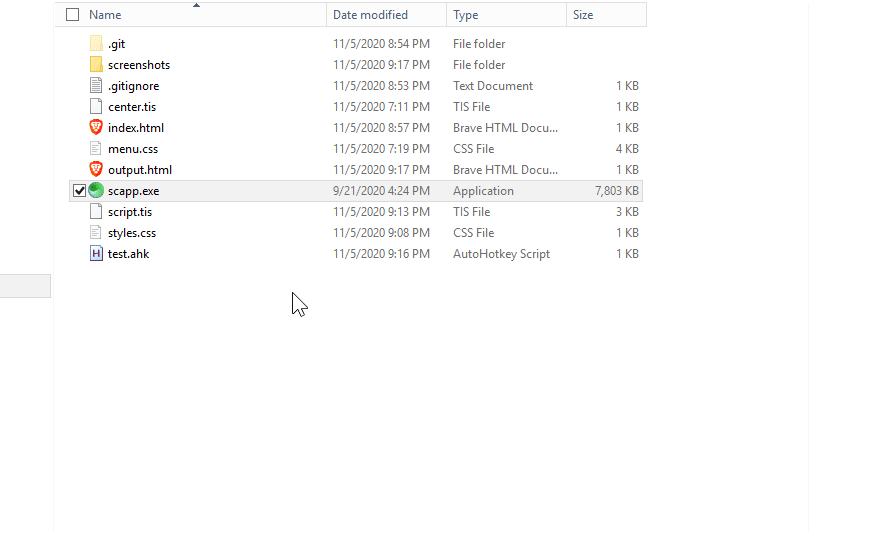 Name Date modified Type Size
.git 11/5/2020 8:54 PM File folder
screenshots 11/5/2020 9:17 PM File folder
.gitignore 11/5/2020 8:53 PM Text Document 1 KB
center.tis 11/5/2020 7:11 PM TIS File 1 KB
index.html 11/5/2020 8:57 PM Brave HTML Docu... 1 KB
menu.css 11/5/2020 7:19 PM CSS File 4 KB
output.html 11/5/2020 9:17 PM Brave HTML Docu... 1 KB
scapp.exe 9/21/2020 4:24 PM Application 7,803 KB
script.tis 11/5/2020 9:13 PM TIS File 3 KB
styles.css 11/5/2020 9:08 PM CSS File 1 KB
test.ahk 11/5/2020 9:16 PM AutoHotkey Script 1 KB